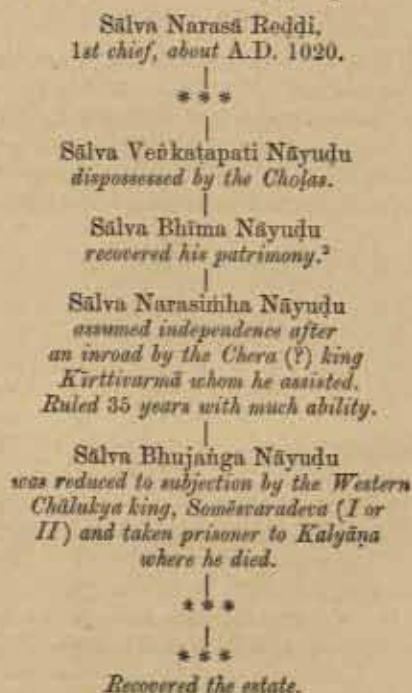 Sālva Narasā Reḍḍi,
1st chief, about A.D. 1020.
* * *
Sālva Veṅkaṭapati Nāyuḍu
dispossessed by the Choḷas.
Sālva Bhīma Nāyuḍu
recovered his patrimony.²
Sālva Narasiṁha Nāyuḍu
assumed independence after
an inroad by the Chera (?) king
Kīrttivarmā whom he assisted.
Ruled 35 years with much ability.
Sālva Bhujaṅga Nāyuḍu
was reduced to subjection by the Western
Chālukya king, Somēsvaradeva (I or
II) and taken prisoner to Kalyāṇa
where he died.
* * *
* * *
Recovered the estate.